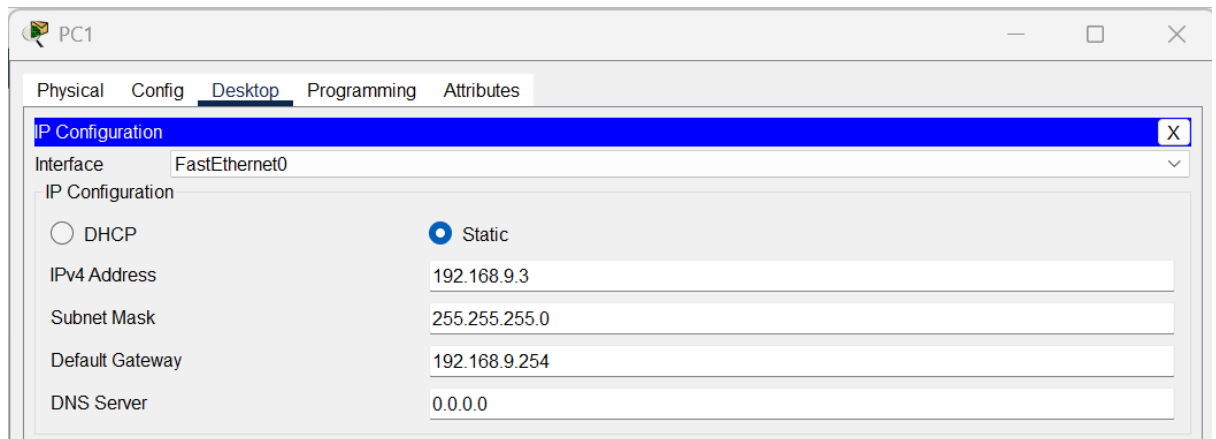 PC1
Physical Config Desktop Programming Attributes
IP Configuration X
Interface FastEthernet0
IP Configuration
DHCP Static
IPv4 Address 192.168.9.3
Subnet Mask 255.255.255.0
Default Gateway 192.168.9.254
DNS Server 0.0.0.0